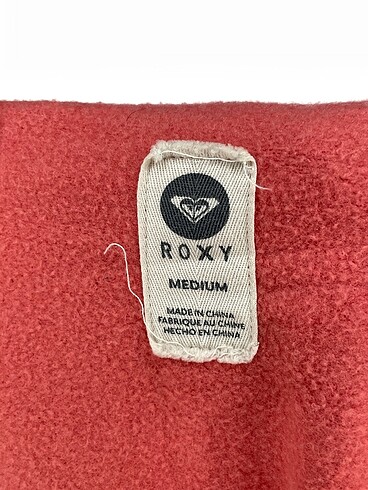 ROXY
MEDIUM
MADE IN CHINA
FABRIQUE AU CHINE
HECHO EN CHINA